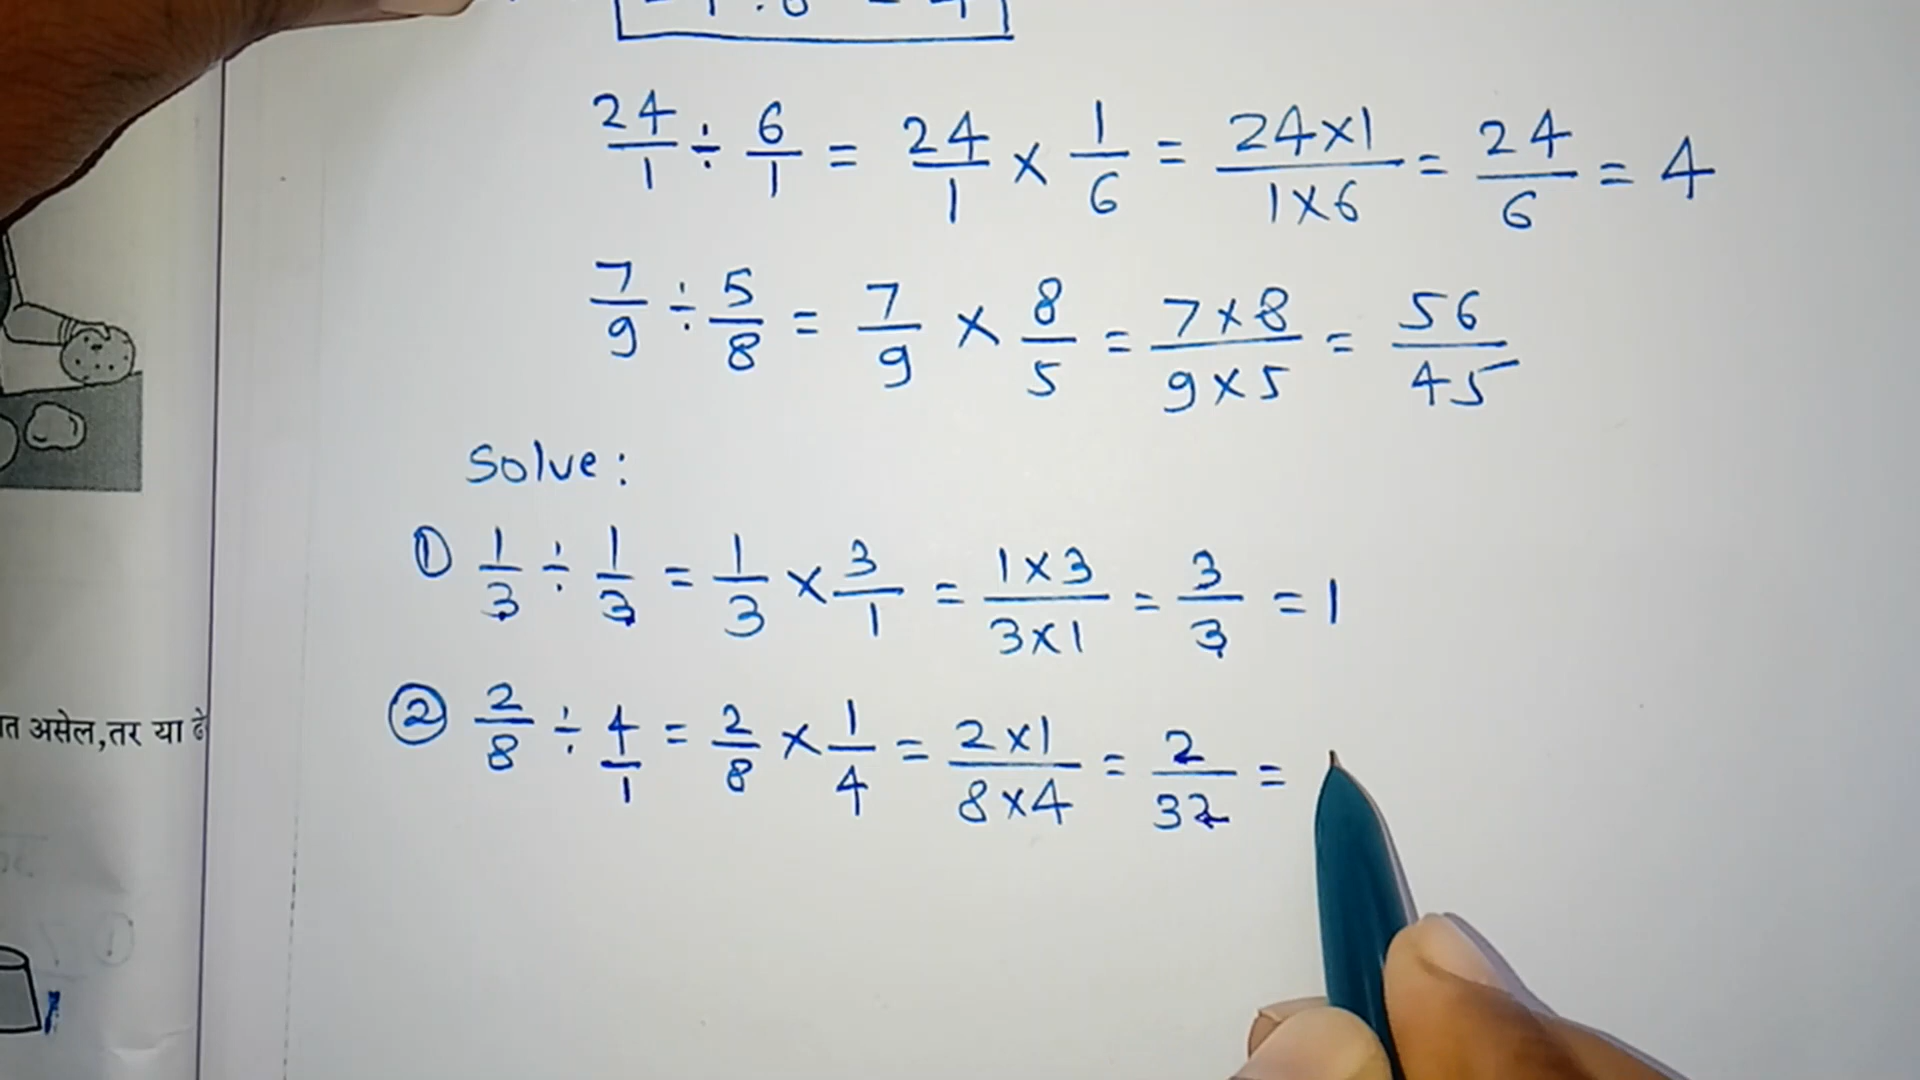 24/1 ÷ 6/1 = 24/1 × 1/6 = 24×1/1×6 = 24/6 = 4
7/9 ÷ 5/8 = 7/9 × 8/5 = 7×8/9×5 = 56/45
Solve:
① 1/3 ÷ 1/3 = 1/3 × 3/1 = 1×3/3×1 = 3/3 = 1
② 2/8 ÷ 4/1 = 2/8 × 1/4 = 2×1/8×4 = 2/32 =
असेल,तर या